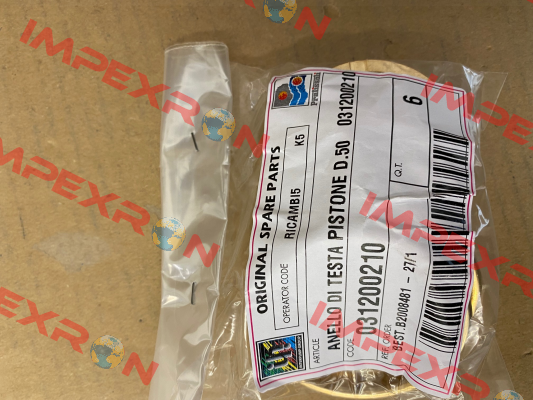 ORIGINAL SPARE PARTS
OPERATOR CODE
RICAMBI5 K5
ARTICLE
ANELLO DI TESTA PISTONE D.50 031200210
CODE
031200210
Q.T. 6
REF. ORDER
BEST.B2008481 - 27/1
IMPEXRON
IMPEXRON
IMPEXRON
IMPEXRON
IMPEXRON